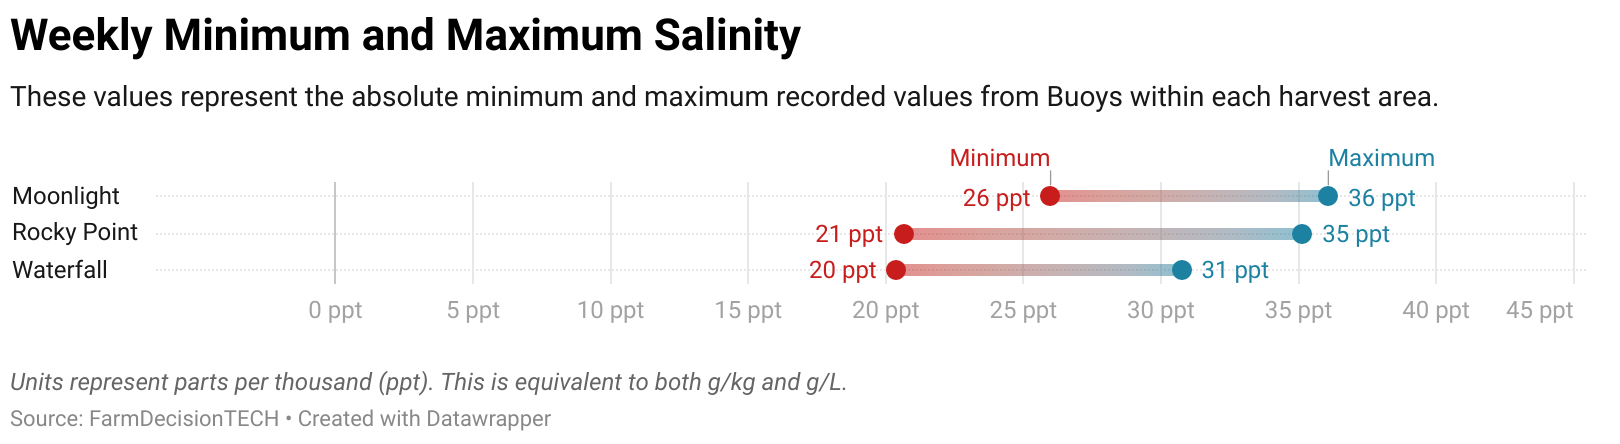 Weekly Minimum and Maximum Salinity
These values represent the absolute minimum and maximum recorded values from Buoys within each harvest area.
Minimum Maximum
Moonlight 26 ppt 36 ppt
Rocky Point 21 ppt 35 ppt
Waterfall 20 ppt 31 ppt
0 ppt 5 ppt 10 ppt 15 ppt 20 ppt 25 ppt 30 ppt 35 ppt 40 ppt 45 ppt
Units represent parts per thousand (ppt). This is equivalent to both g/kg and g/L.
Source: FarmDecisionTECH • Created with Datawrapper